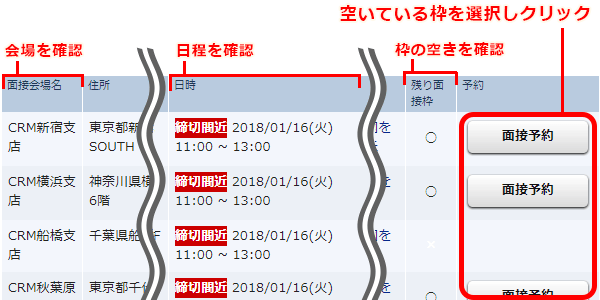 空いている枠を選択しクリック
会場を確認
日程を確認
枠の空きを確認
面接会場名 住所 日時 残り面 予約
接枠
CRM新宿支 東京都新 締切間近 2018/01/16(火) を
店 SOUTH 11:00 ~ 13:00 ○ 面接予約
CRM横浜支 神奈川県横 締切間近 2018/01/16(火) を
店 6階 11:00 ~ 13:00 ○ 面接予約
CRM船橋支 千葉県船 F 締切間近 2018/01/16(火) を
店 11:00 ~ 13:00 ×
CRM秋葉原 東京都千代 締切間近 2018/01/16(火) を
○ 面接予約